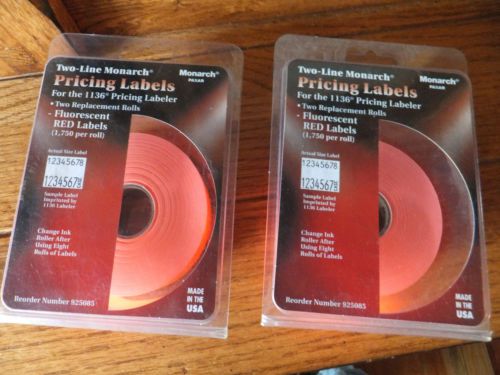 Two-Line Monarch®
Monarch®
PAXAR
Pricing Labels
For the 1136® Pricing Labeler
• Two Replacement Rolls
- Fluorescent
RED Labels
(1,750 per roll)
Actual Size Label
12345678
12345678
Sample Label
Imprinted by
1136 Labeler
Change Ink
Roller After
Using Eight
Rolls of Labels
Reorder Number 925085
MADE
IN THE
USA
Two-Line Monarch®
Monarch®
PAXAR
Pricing Labels
For the 1136® Pricing Labeler
• Two Replacement Rolls
- Fluorescent
RED Labels
(1,750 per roll)
Actual Size Label
12345678
12345678
Sample Label
Imprinted by
1136 Labeler
Change Ink
Roller After
Using Eight
Rolls of Labels
Reorder Number 925085
MADE
IN THE
USA